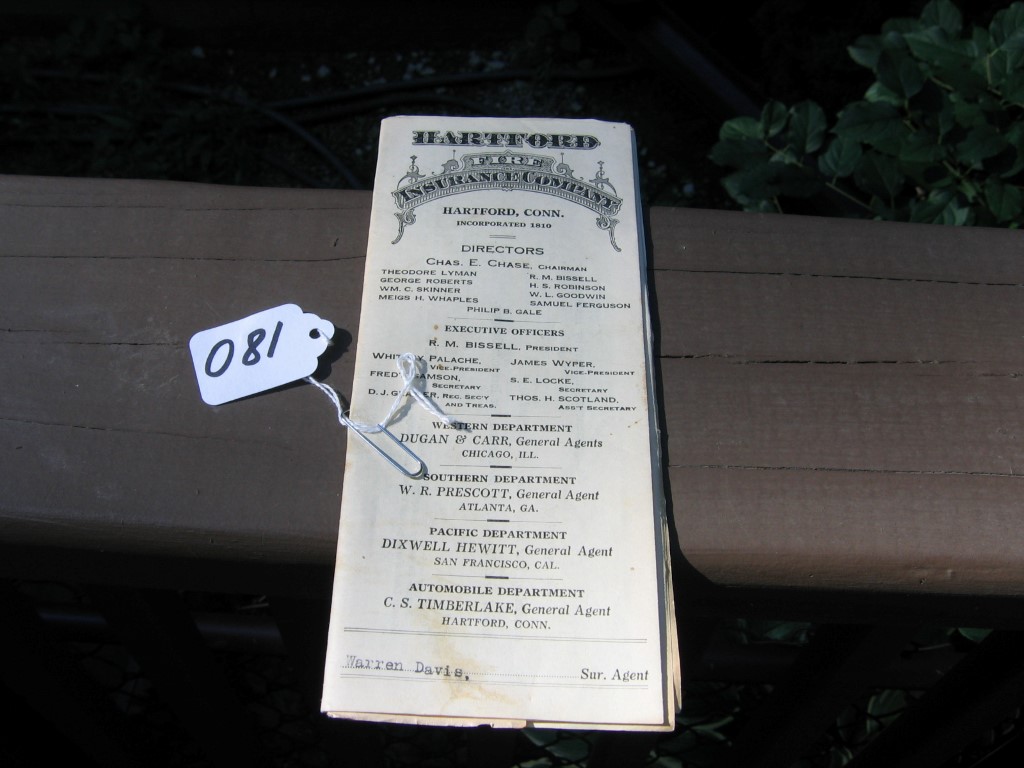 HARTFORD
FIRE
INSURANCE COMPANY
HARTFORD, CONN.
INCORPORATED 1810
DIRECTORS
CHAS. E. CHASE, CHAIRMAN
THEODORE LYMAN R. M. BISSELL
GEORGE ROBERTS H. S. ROBINSON
WM. C. SKINNER W. L. GOODWIN
MEIGS H. WHAPLES SAMUEL FERGUSON
PHILIP B. GALE
EXECUTIVE OFFICERS
R. M. BISSELL, PRESIDENT
PALACHE, JAMES WYPER,
VICE-PRESIDENT VICE-PRESIDENT
SAMSON, S. E. LOCKE,
SECRETARY SECRETARY
D. J. REC. SEC'Y THOS. H. SCOTLAND,
AND TREAS. ASS'T SECRETARY
WESTERN DEPARTMENT
DUGAN & CARR, General Agents
CHICAGO, ILL.
SOUTHERN DEPARTMENT
W. R. PRESCOTT, General Agent
ATLANTA, GA.
PACIFIC DEPARTMENT
DIXWELL HEWITT, General Agent
SAN FRANCISCO, CAL.
AUTOMOBILE DEPARTMENT
C. S. TIMBERLAKE, General Agent
HARTFORD, CONN.
Warren Davis, Sur. Agent
081